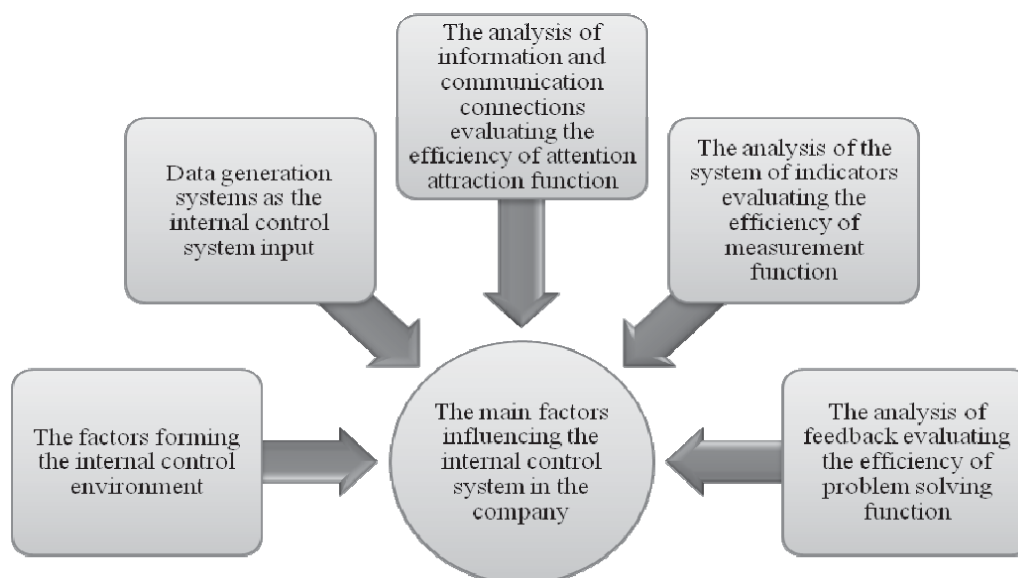 The analysis of
information and
communication
connections
evaluating the
efficiency of attention
attraction function
Data generation
systems as the
internal control
system input
The analysis of the
system of indicators
evaluating the
efficiency of
measurement
function
The factors forming
the internal control
environment
The main factors
influencing the
internal control
system in the
company
The analysis of
feedback evaluating
the efficiency of
problem solving
function